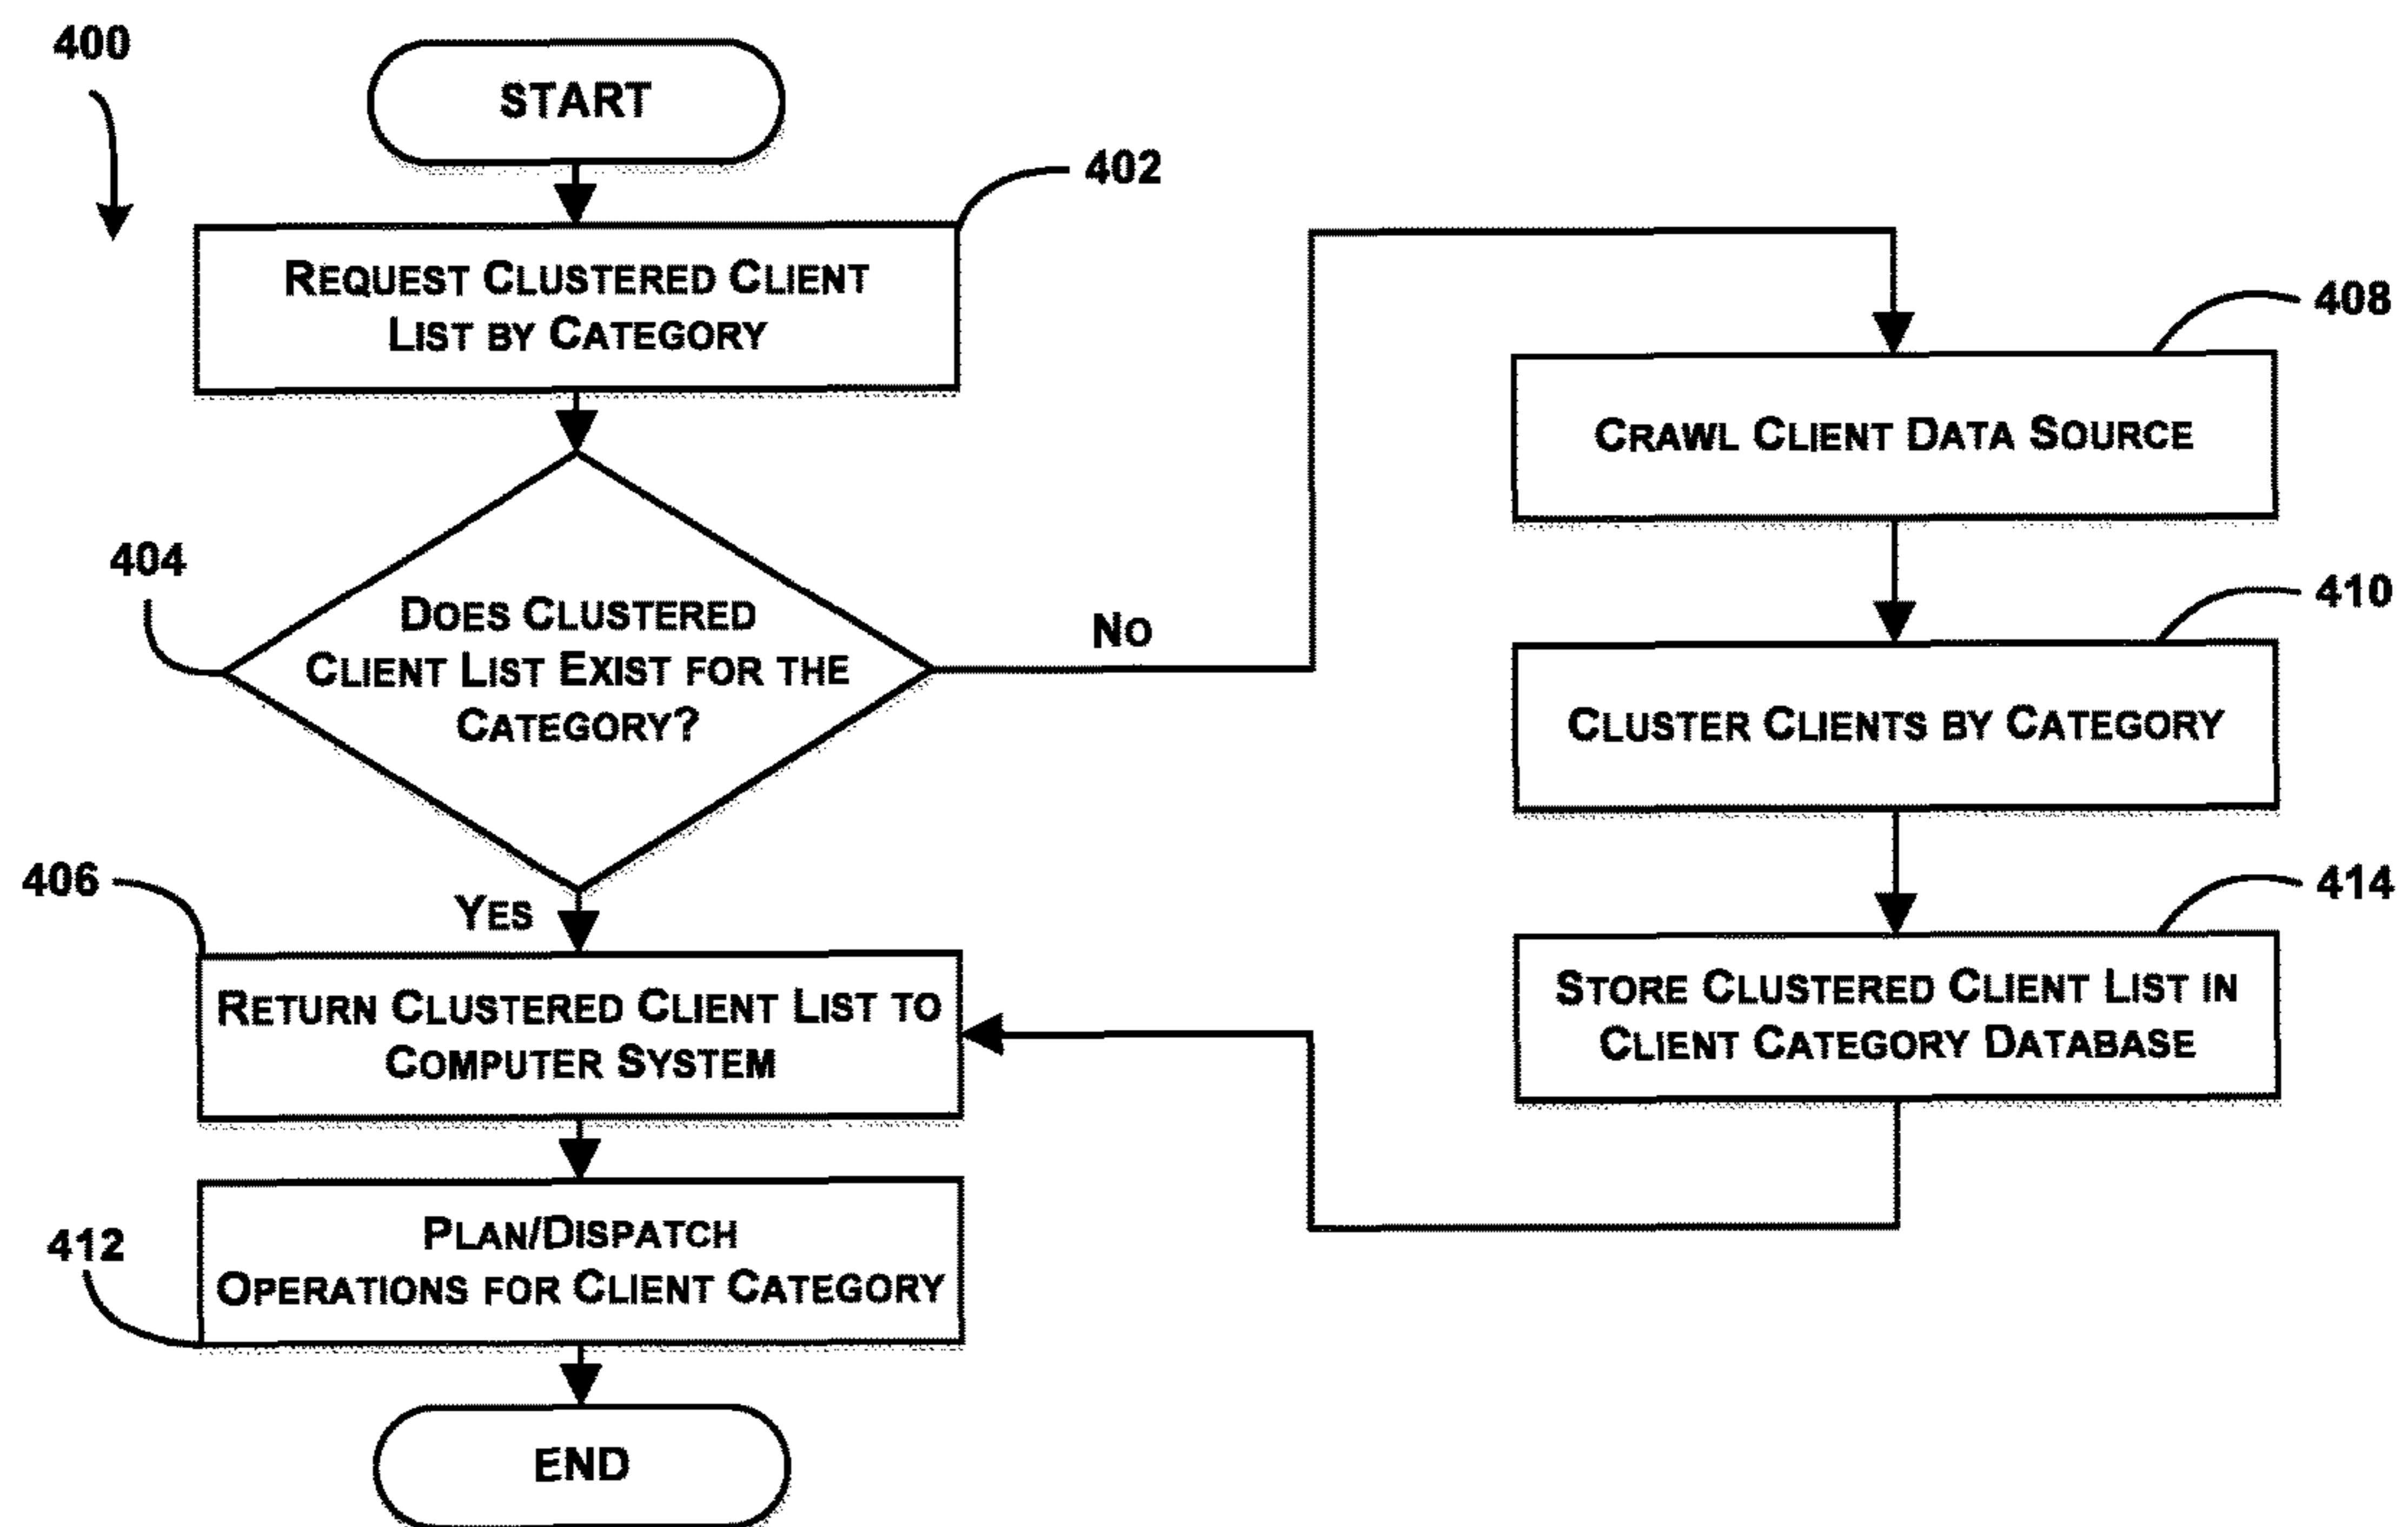 400
START
402
REQUEST CLUSTERED CLIENT
LIST BY CATEGORY
404
DOES CLUSTERED
CLIENT LIST EXIST FOR THE
CATEGORY?
NO
YES
408
CRAWL CLIENT DATA SOURCE
410
CLUSTER CLIENTS BY CATEGORY
414
STORE CLUSTERED CLIENT LIST IN
CLIENT CATEGORY DATABASE
406
RETURN CLUSTERED CLIENT LIST TO
COMPUTER SYSTEM
412
PLAN/DISPATCH
OPERATIONS FOR CLIENT CATEGORY
END